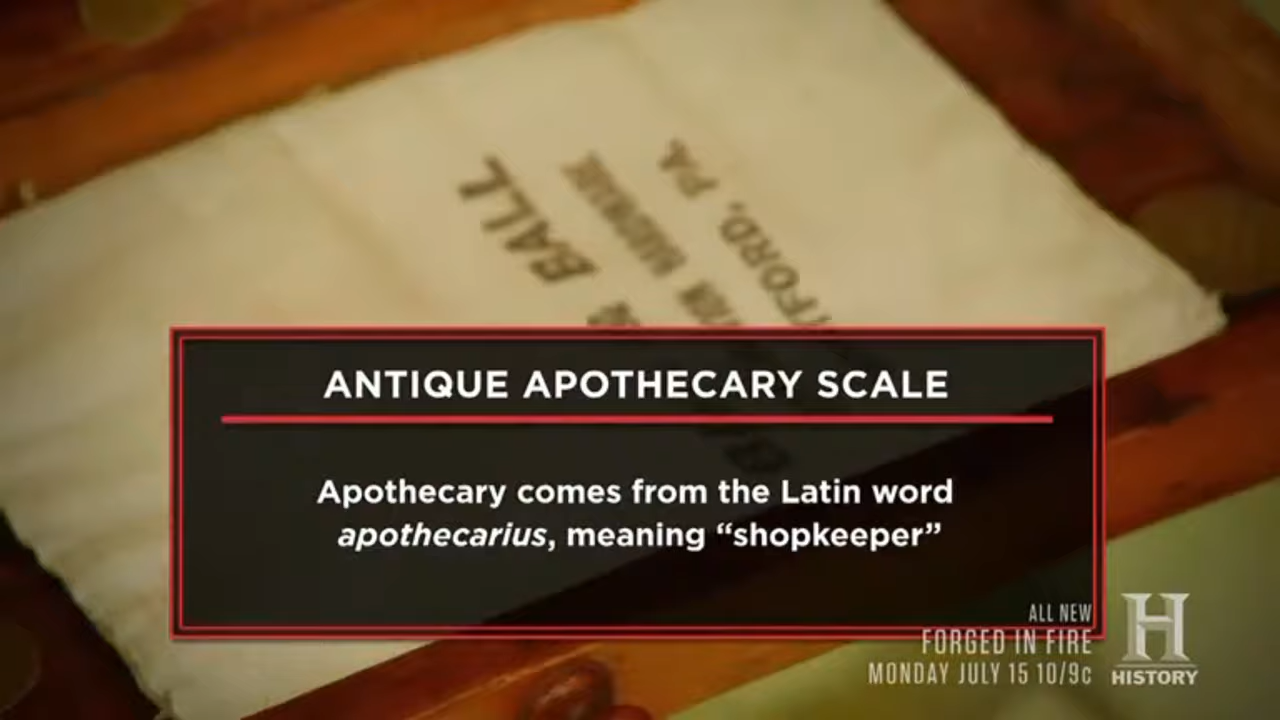 BALL
FORD, PA.
ANTIQUE APOTHECARY SCALE
Apothecary comes from the Latin word
apothecarius, meaning “shopkeeper”
ALL NEW
FORGED IN FIRE
MONDAY JULY 15 10/9c
H
HISTORY